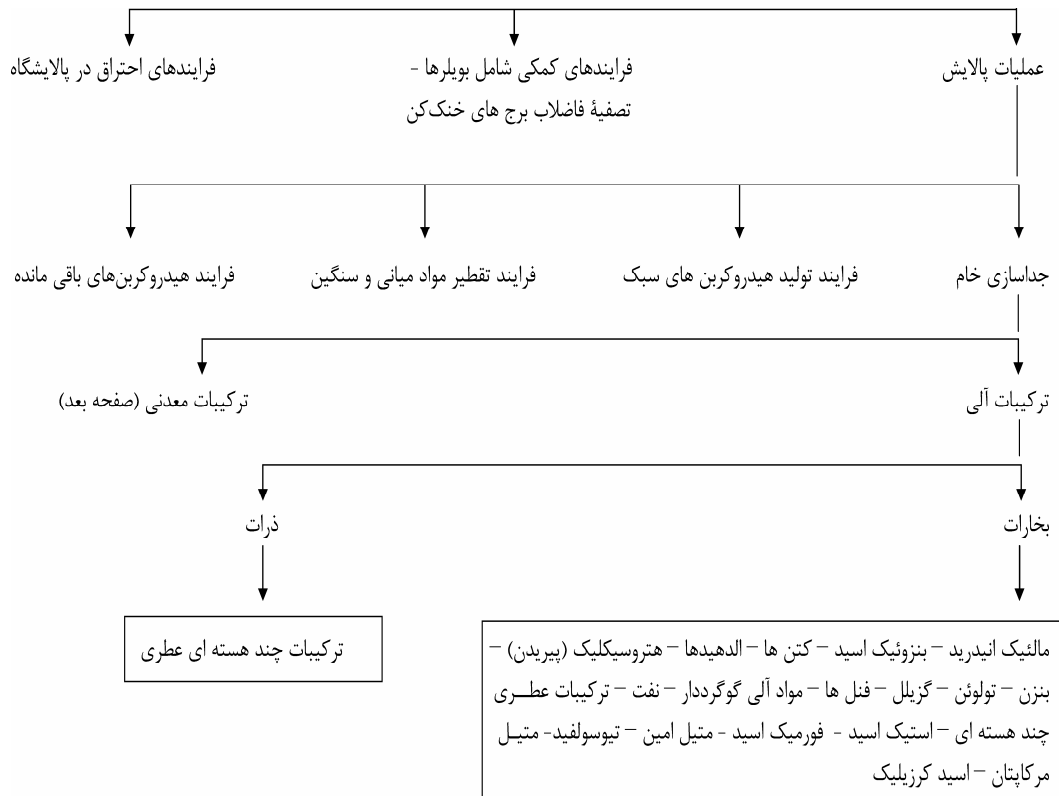 عملیات پالایش
فرایندهای کمکی شامل بویلرها -
تصفیهٔ فاضلاب برج های خنک‌کن
فرایندهای احتراق در پالایشگاه
جداسازی خام
فرایند تولید هیدروکربن های سبک
فرایند تقطیر مواد میانی و سنگین
فرایند هیدروکربن‌های باقی مانده
ترکیبات آلی
ترکیبات معدنی (صفحه بعد)
بخارات
ذرات
مالئیک انیدرید – بنزوئیک اسید – کتن ها – الدهیدها – هتروسیکلیک (پیریدن) –
بنزن – تولوئن – گزیلل – فنل ها – مواد آلی گوگرددار – نفت – ترکیبات عطـــری
چند هسته ای – استیک اسید - فورمیک اسید - متیل امین – تیوسولفید- متیـل
مرکاپتان – اسید کرزیلیک
ترکیبات چند هسته ای عطری